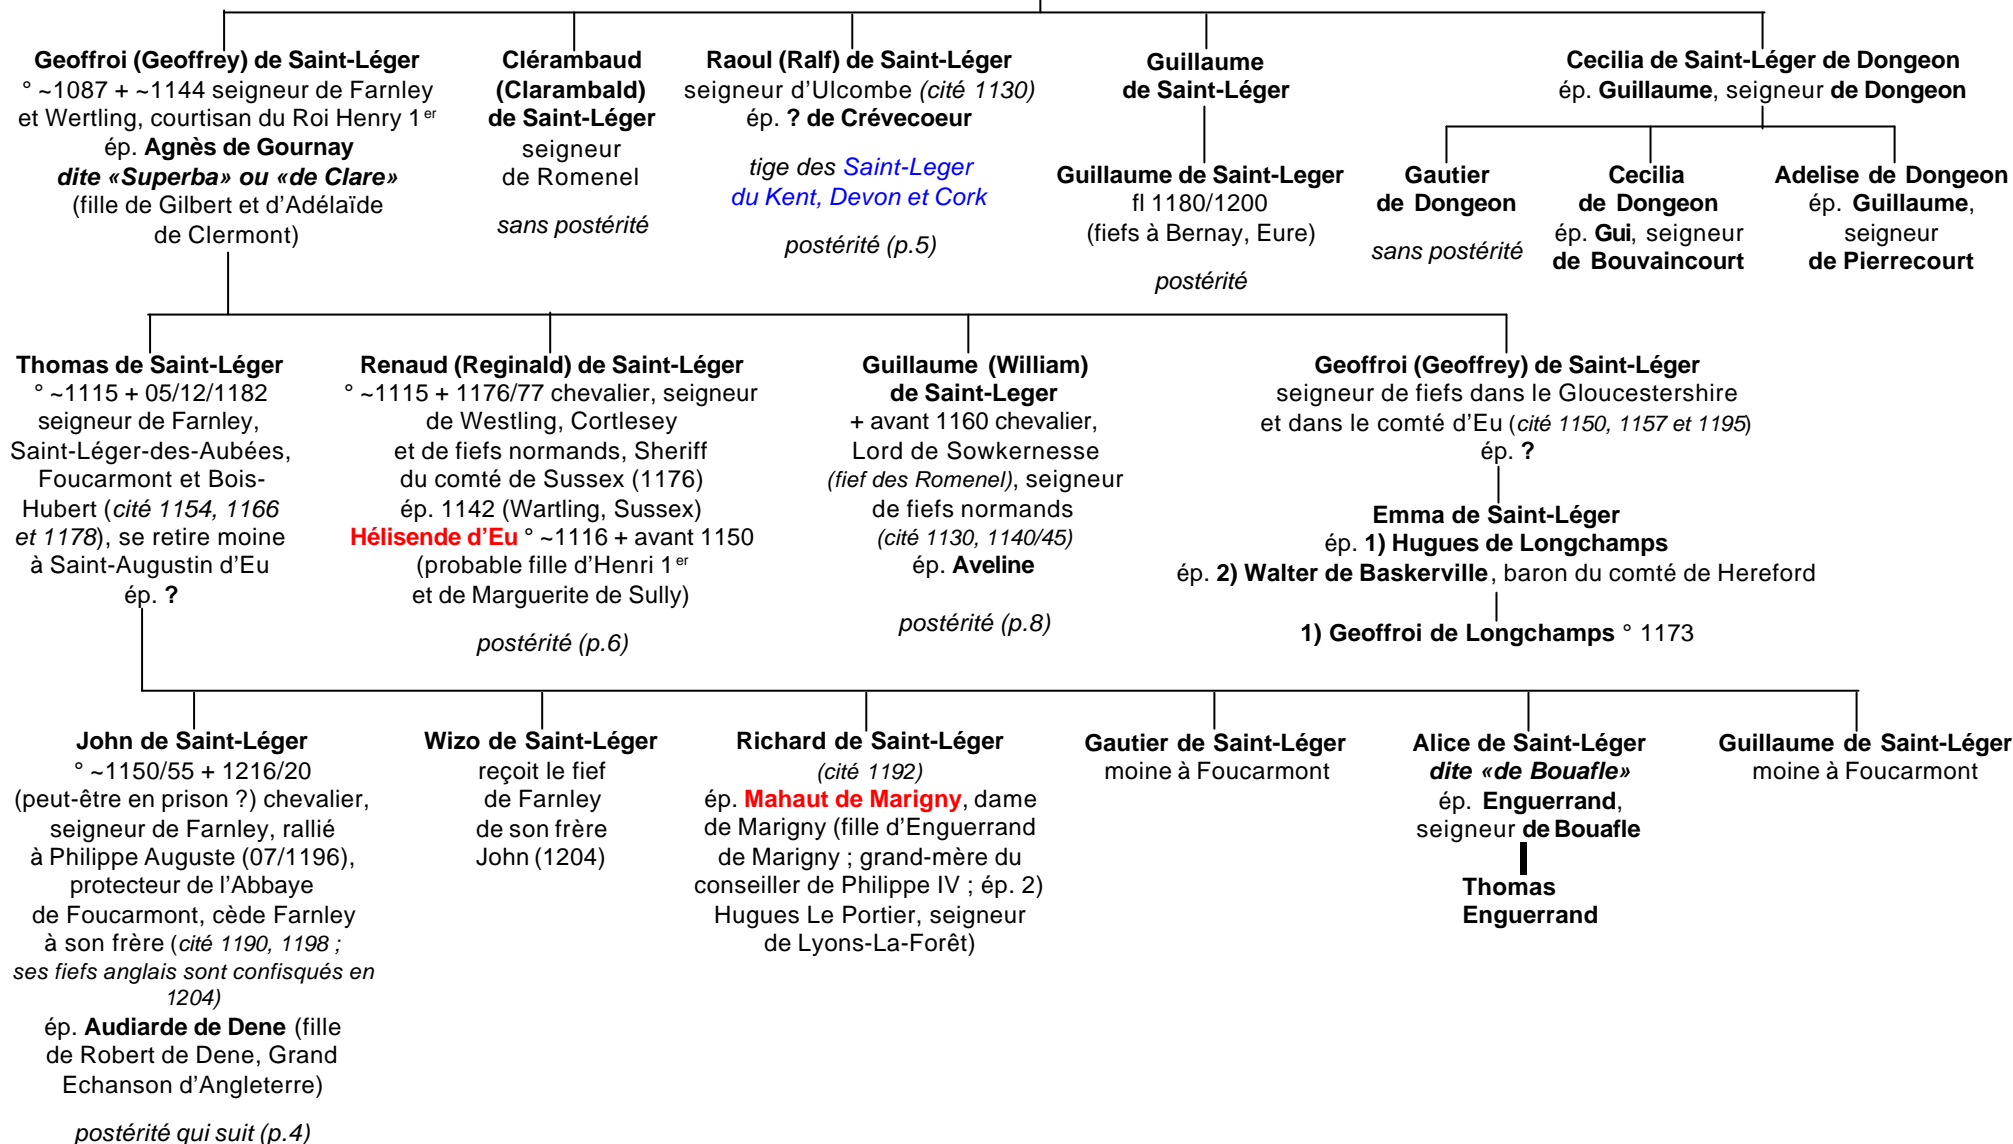 Geoffroi (Geoffrey) de Saint-Léger
° ~1087 + ~1144 seigneur de Farnley
et Wertling, courtisan du Roi Henry 1er
ép. Agnès de Gournay
dite «Superba» ou «de Clare»
(fille de Gilbert et d'Adélaïde
de Clermont)
Clérambaud
(Clarambald)
de Saint-Léger
seigneur
de Romenel
sans postérité
Raoul (Ralf) de Saint-Léger
seigneur d'Ulcombe (cité 1130)
ép. ? de Crévecoeur
tige des Saint-Leger
du Kent, Devon et Cork
postérité (p.5)
Guillaume
de Saint-Léger
Guillaume de Saint-Leger
fl 1180/1200
(fiefs à Bernay, Eure)
postérité
Cecilia de Saint-Léger de Dongeon
ép. Guillaume, seigneur de Dongeon
Gautier
de Dongeon
sans postérité
Cecilia
de Dongeon
ép. Gui, seigneur
de Bouvaincourt
Adelise de Dongeon
ép. Guillaume,
seigneur
de Pierrecourt
Thomas de Saint-Léger
° ~1115 + 05/12/1182
seigneur de Farnley,
Saint-Léger-des-Aubées,
Foucarmont et Bois-
Hubert (cité 1154, 1166
et 1178), se retire moine
à Saint-Augustin d'Eu
ép. ?
Renaud (Reginald) de Saint-Léger
° ~1115 + 1176/77 chevalier, seigneur
de Westling, Cortlesey
et de fiefs normands, Sheriff
du comté de Sussex (1176)
ép. 1142 (Wartling, Sussex)
Hélisende d'Eu ° ~1116 + avant 1150
(probable fille d'Henri 1er
et de Marguerite de Sully)
postérité (p.6)
Guillaume (William)
de Saint-Leger
+ avant 1160 chevalier,
Lord de Sowkernesse
(fief des Romenel), seigneur
de fiefs normands
(cité 1130, 1140/45)
ép. Aveline
postérité (p.8)
Geoffroi (Geoffrey) de Saint-Léger
seigneur de fiefs dans le Gloucestershire
et dans le comté d'Eu (cité 1150, 1157 et 1195)
ép. ?
Emma de Saint-Léger
ép. 1) Hugues de Longchamps
ép. 2) Walter de Baskerville, baron du comté de Hereford
1) Geoffroi de Longchamps ° 1173
John de Saint-Léger
° ~1150/55 + 1216/20
(peut-être en prison ?) chevalier,
seigneur de Farnley, rallié
à Philippe Auguste (07/1196),
protecteur de l'Abbaye
de Foucarmont, cède Farnley
à son frère (cité 1190, 1198 ;
ses fiefs anglais sont confisqués en
1204)
ép. Audiarde de Dene (fille
de Robert de Dene, Grand
Echanson d'Angleterre)
postérité qui suit (p.4)
Wizo de Saint-Léger
reçoit le fief
de Farnley
de son frère
John (1204)
Richard de Saint-Léger
(cité 1192)
ép. Mahaut de Marigny, dame
de Marigny (fille d'Enguerrand
de Marigny ; grand-mère du
conseiller de Philippe IV ; ép. 2)
Hugues Le Portier, seigneur
de Lyons-La-Forêt)
Gautier de Saint-Léger
moine à Foucarmont
Alice de Saint-Léger
dite «de Bouafle»
ép. Enguerrand,
seigneur de Bouafle
Thomas
Enguerrand
Guillaume de Saint-Léger
moine à Foucarmont